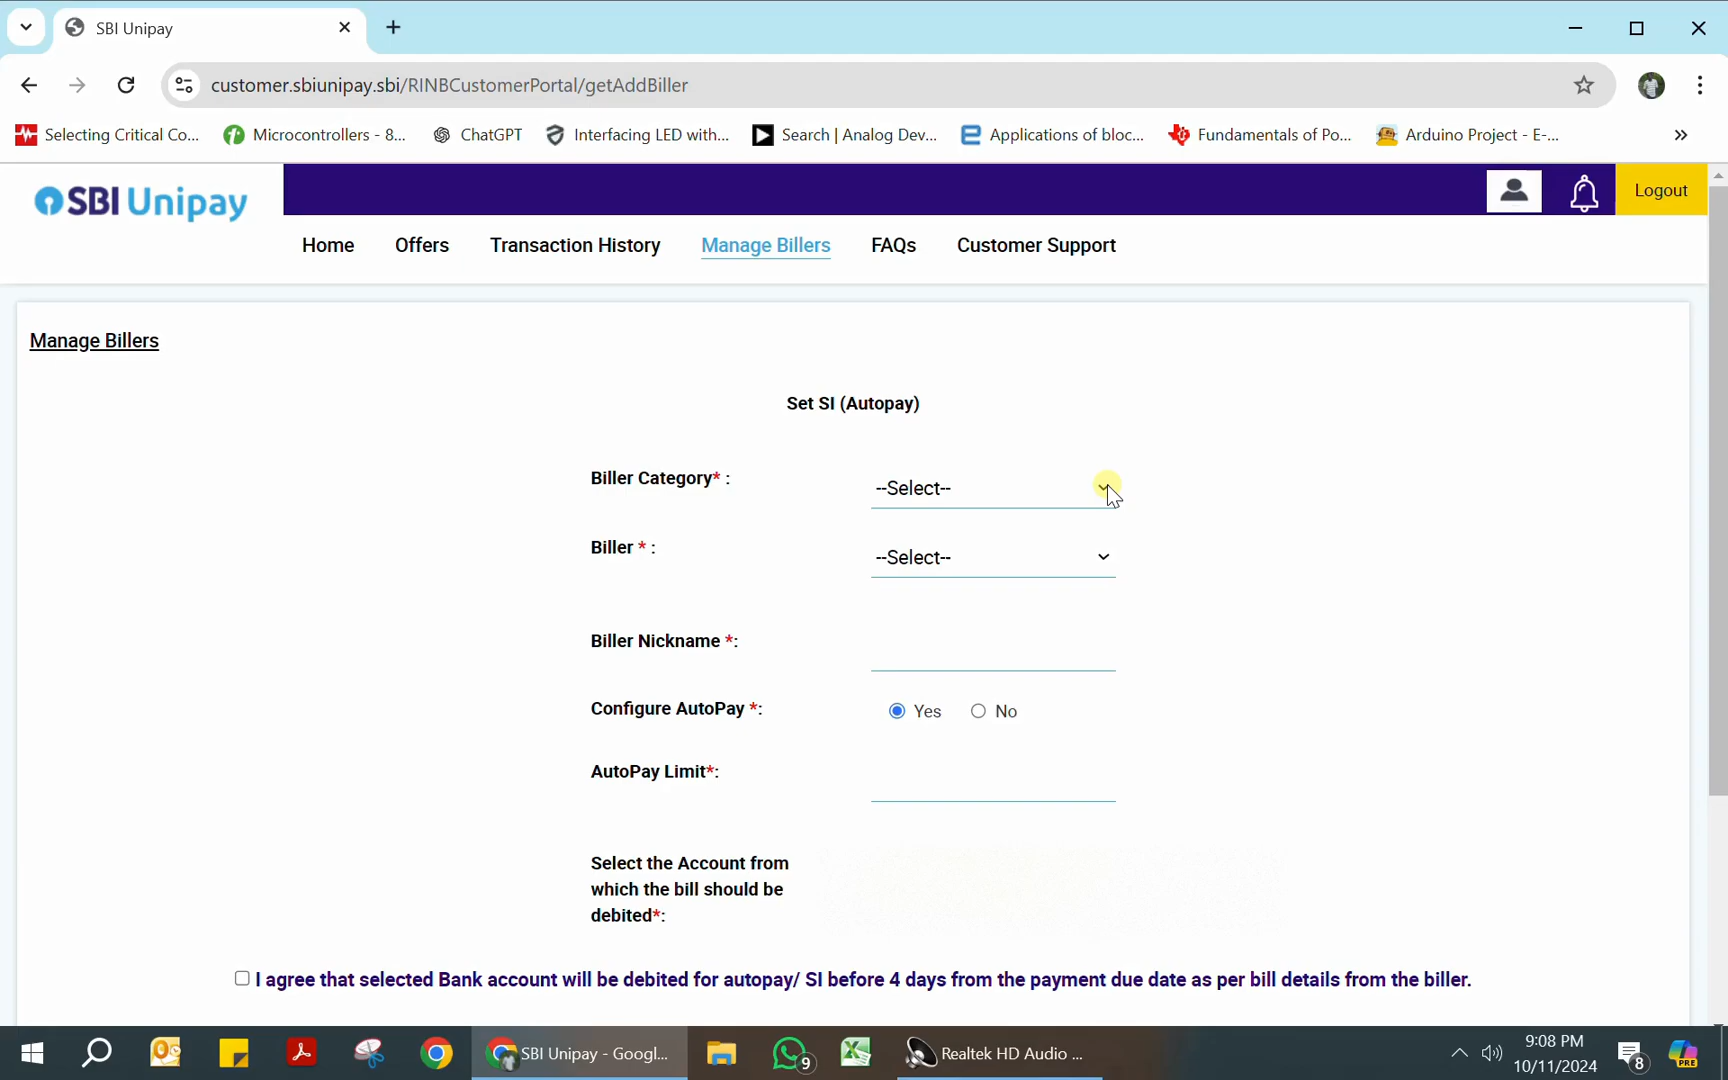 SBI Unipay
customer.sbiunipay.sbi/RINBCustomerPortal/getAddBiller
Selecting Critical Co... Microcontrollers - 8... ChatGPT Interfacing LED with... Search | Analog Dev... Applications of bloc... Fundamentals of Po... Arduino Project - E-... »
SBI Unipay
Logout
Home Offers Transaction History Manage Billers FAQs Customer Support
Manage Billers
Set SI (Autopay)
Biller Category* : --Select--
Biller * : --Select--
Biller Nickname *:
Configure AutoPay *: Yes No
AutoPay Limit*:
Select the Account from
which the bill should be
debited*:
I agree that selected Bank account will be debited for autopay/ SI before 4 days from the payment due date as per bill details from the biller.
SBI Unipay - Googl... 9 Realtek HD Audio ... 9:08 PM
10/11/2024 8 PRE